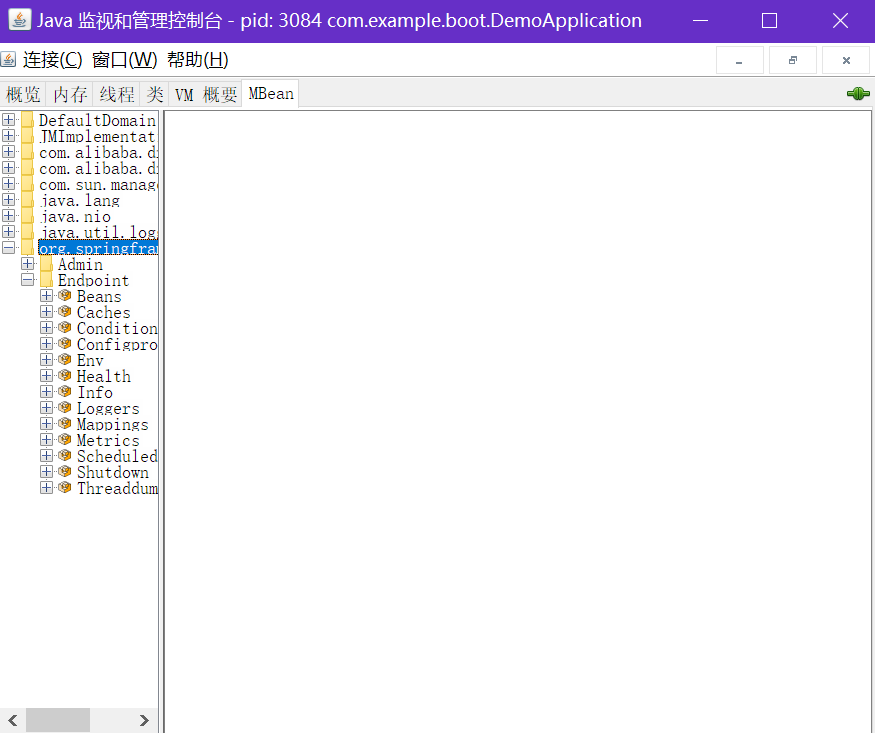 Java 监视和管理控制台 - pid: 3084 com.example.boot.DemoApplication
连接(C) 窗口(W) 帮助(H)
概览 内存 线程 类 VM 概要 MBean
DefaultDomain
JMImplementat
com.alibaba.d
com.alibaba.d
com.sun.manag
java.lang
java.nio
java.util.log
org.springfra
Admin
Endpoint
Beans
Caches
Condition
Configpro
Env
Health
Info
Loggers
Mappings
Metrics
Scheduled
Shutdown
Threaddum